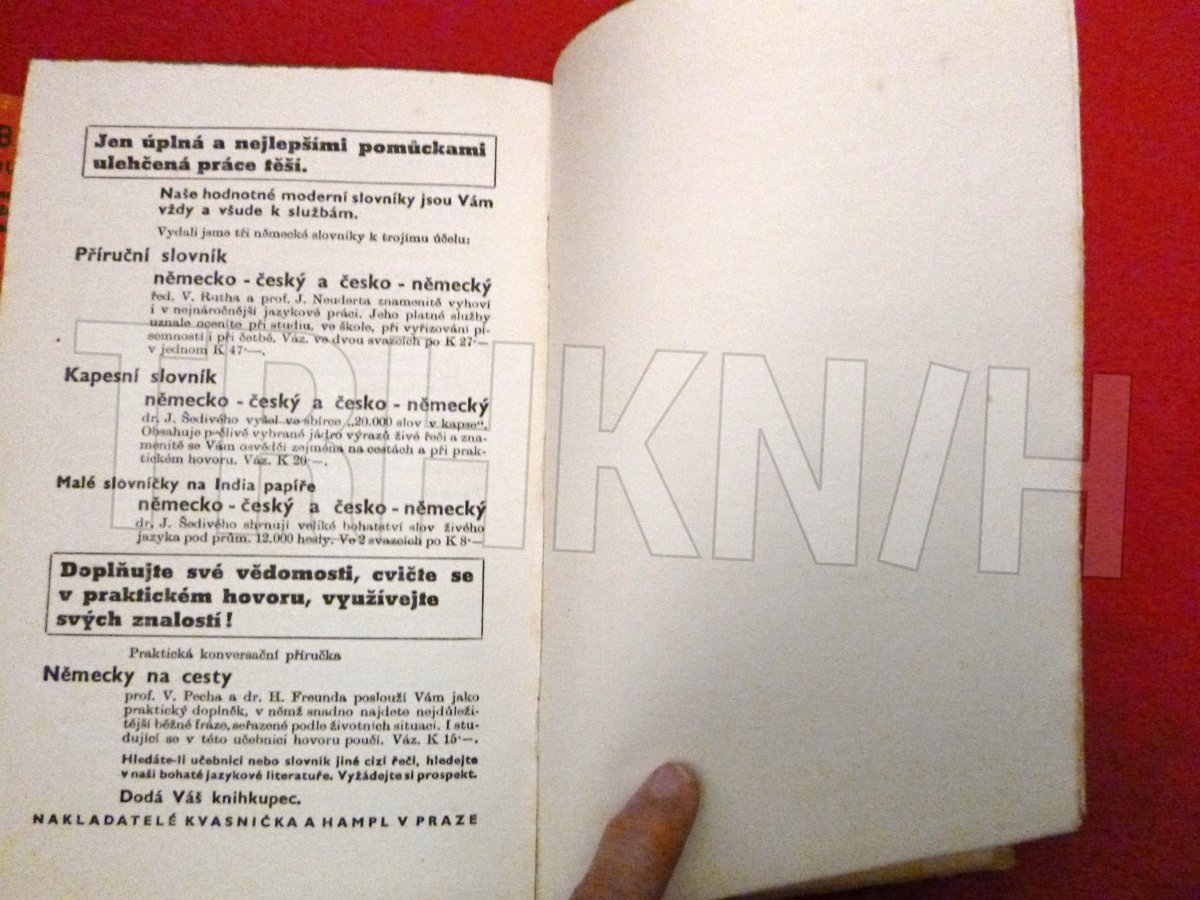 Jen úplná a nejlepšími pomůckami
ulehčená práce těší.
Naše hodnotné moderní slovníky jsou Vám
vždy a všude k službám.
Vydali jsme tři německé slovníky k trojímu účelu:
Příruční slovník
německo - český a česko - německý
řed. V. Rutha a prof. J. Neuderta znamenitě vyhoví
i v nejnáročnější jazykové práci. Jeho platné služby
uznale oceníte při studiu, ve škole, při vyřizování pí-
semností i při četbě. Váz. ve dvou svazcích po K 27·—
v jednom K 47·—.
Kapesní slovník
německo - český a česko - německý
dr. J. Šedivého vyšel ve sbírce „20.000 slov v kapse“.
Obsahuje pečlivě vybrané jádro výrazů živé řeči a zna-
menitě se Vám osvědčí zejména na cestách a při prak-
tickém hovoru. Váz. K 20·—.
Malé slovníčky na India papíře
německo - český a česko - německý
dr. J. Šedivého shrnují veliké bohatství slov živého
jazyka pod prům. 12.000 hesly. Ve 2 svazcích po K 8·—
Doplňujte své vědomosti, cvičte se
v praktickém hovoru, využívejte
svých znalostí!
Praktická konversační příručka
Německy na cesty
prof. V. Pecha a dr. H. Freunda poslouží Vám jako
praktický doplněk, v němž snadno najdete nejdůleži-
tější běžné fráze, seřazené podle životních situací. I stu-
dující se v této učebnici hovoru poučí. Váz. K 15·—.
Hledáte-li učebnici nebo slovník jiné cizí řeči, hledejte
v naší bohaté jazykové literatuře. Vyžádejte si prospekt.
Dodá Váš knihkupec.
NAKLADATELÉ KVASNIČKA A HAMPL V PRAZE
TRHKN/H